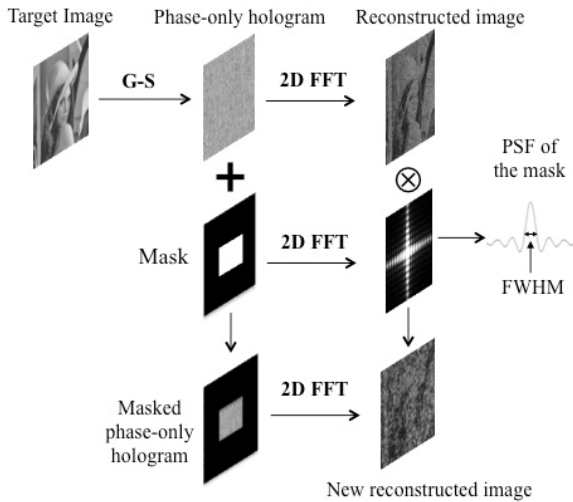 Target Image
Phase-only hologram
Reconstructed image
G-S
2D FFT
PSF of
the mask
Mask
2D FFT
FWHM
Masked
phase-only
hologram
2D FFT
New reconstructed image